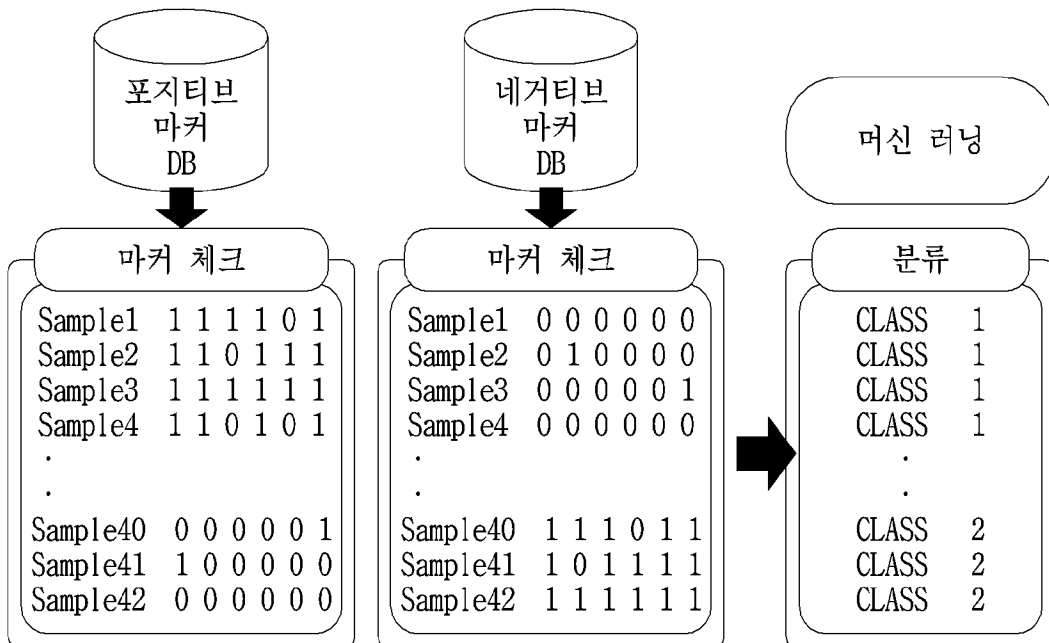 포지티브
마커
DB
마커 체크
Sample1 1 1 1 1 0 1
Sample2 1 1 0 1 1 1
Sample3 1 1 1 1 1 1
Sample4 1 1 0 1 0 1
.
.
Sample40 0 0 0 0 0 1
Sample41 1 0 0 0 0 0
Sample42 0 0 0 0 0 0
네거티브
마커
DB
마커 체크
Sample1 0 0 0 0 0 0
Sample2 0 1 0 0 0 0
Sample3 0 0 0 0 0 1
Sample4 0 0 0 0 0 0
.
.
Sample40 1 1 1 0 1 1
Sample41 1 0 1 1 1 1
Sample42 1 1 1 1 1 1
머신 러닝
분류
CLASS 1
CLASS 1
CLASS 1
CLASS 1
.
.
CLASS 2
CLASS 2
CLASS 2